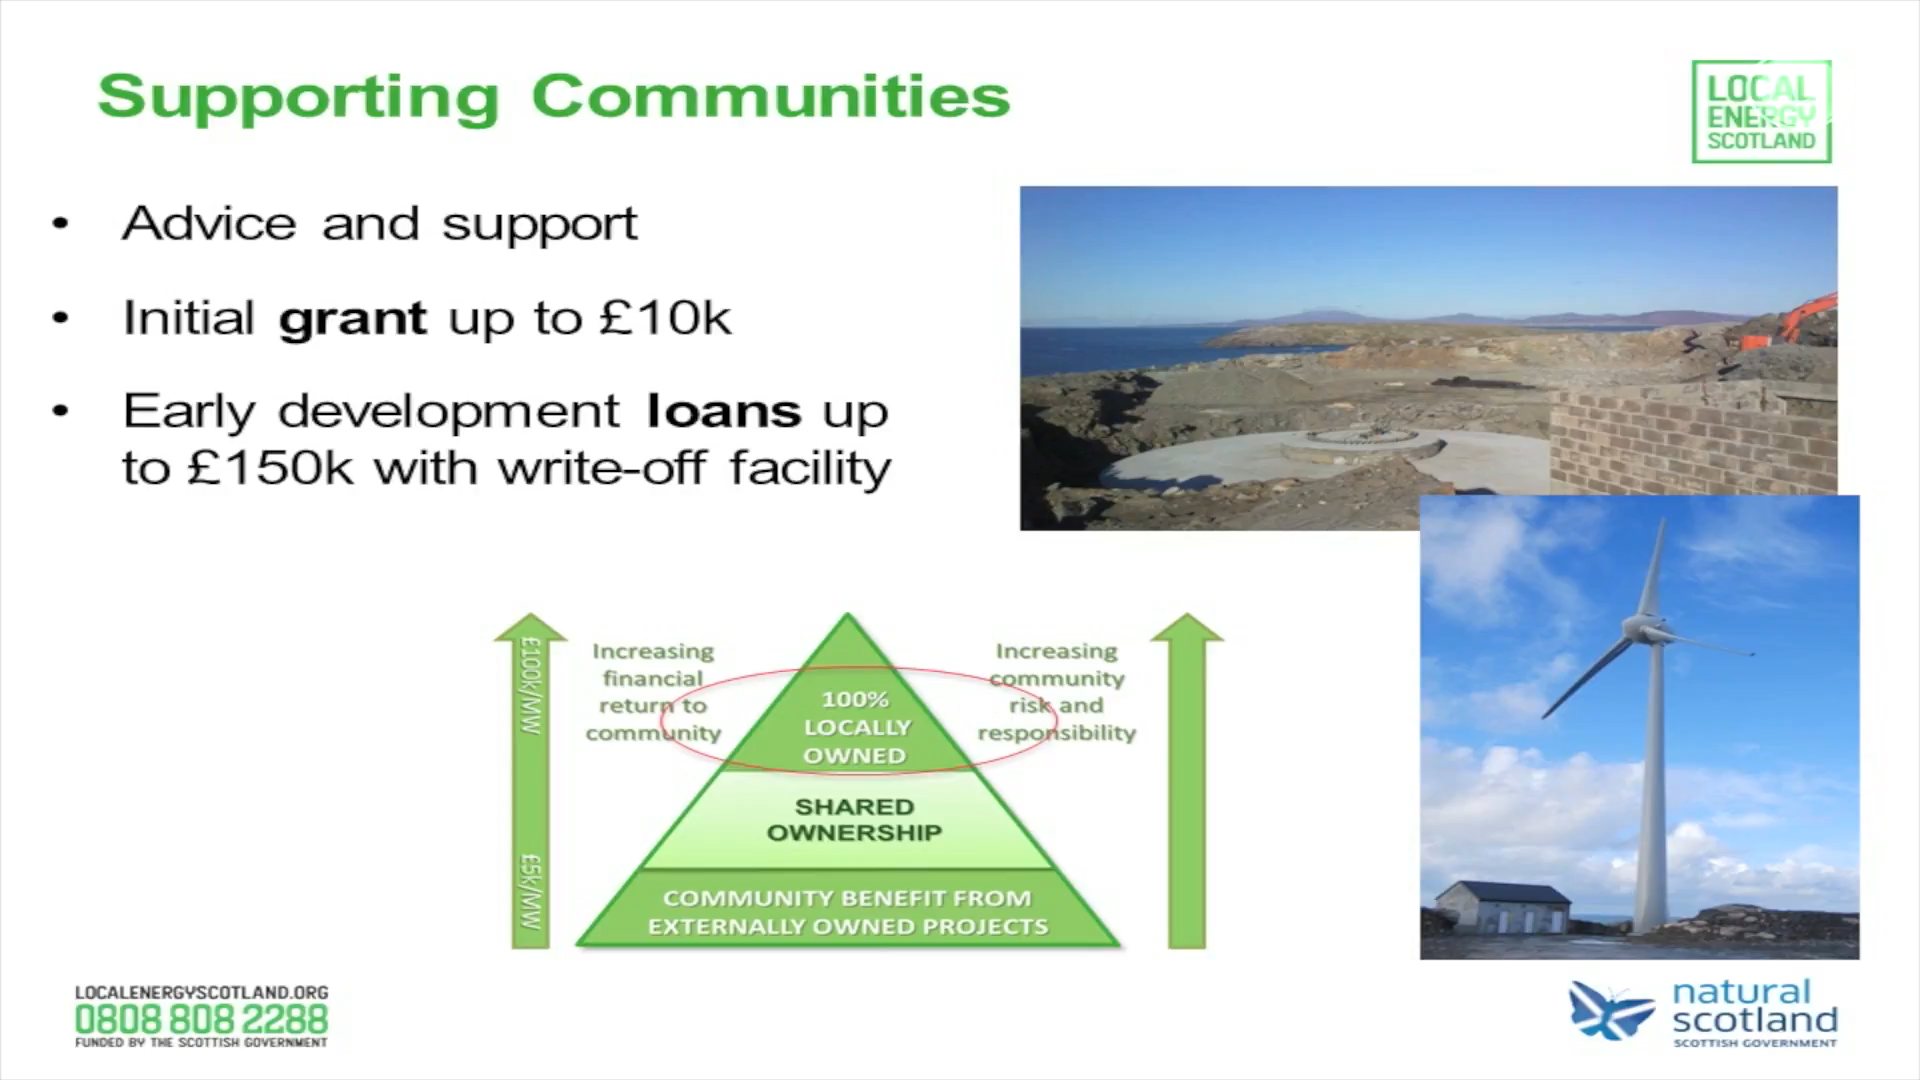 Supporting Communities
LOCAL
ENERGY
SCOTLAND
• Advice and support
• Initial grant up to £10k
• Early development loans up
to £150k with write-off facility
£100k/MW
£5k/MW
Increasing
financial
return to
community
100%
LOCALLY
OWNED
Increasing
community
risk and
responsibility
SHARED
OWNERSHIP
COMMUNITY BENEFIT FROM
EXTERNALLY OWNED PROJECTS
LOCALENERGYSCOTLAND.ORG
0808 808 2288
FUNDED BY THE SCOTTISH GOVERNMENT
natural
scotland
SCOTTISH GOVERNMENT